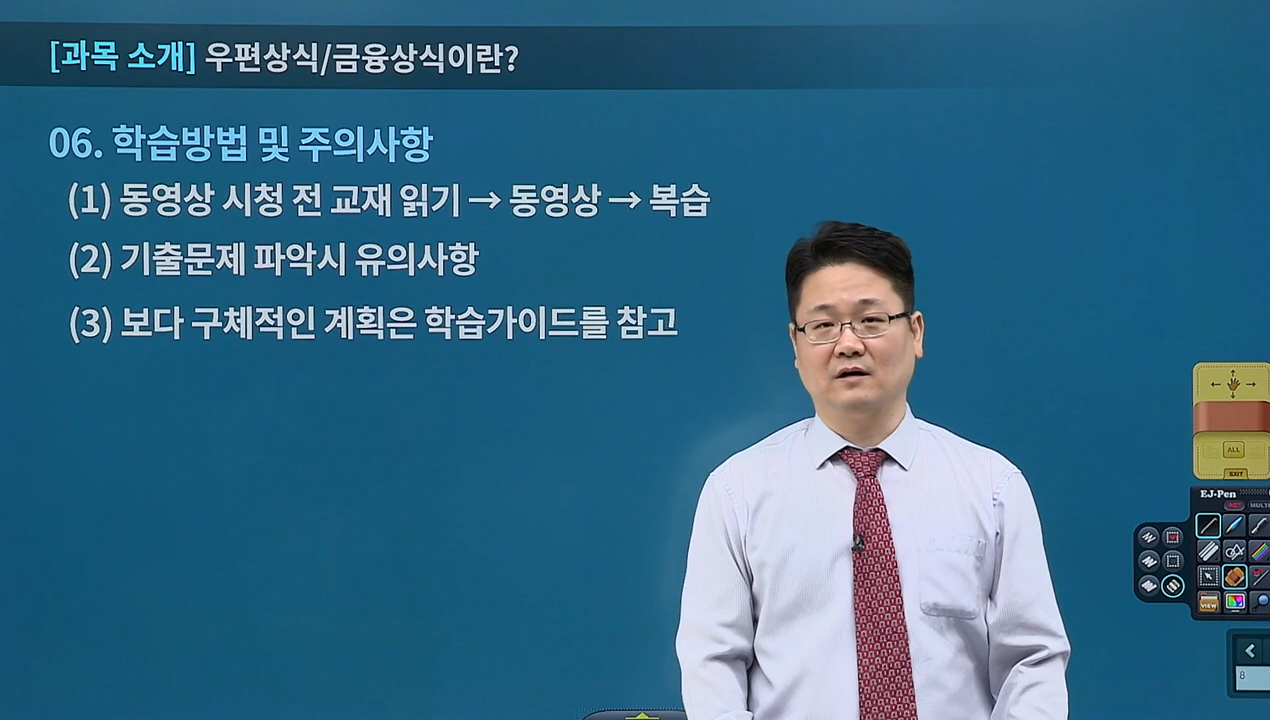 [과목 소개] 우편상식/금융상식이란?
06. 학습방법 및 주의사항
(1) 동영상 시청 전 교재 읽기 → 동영상 → 복습
(2) 기출문제 파악시 유의사항
(3) 보다 구체적인 계획은 학습가이드를 참고
ALL
EXIT
EJ-Pen
VIEW
8